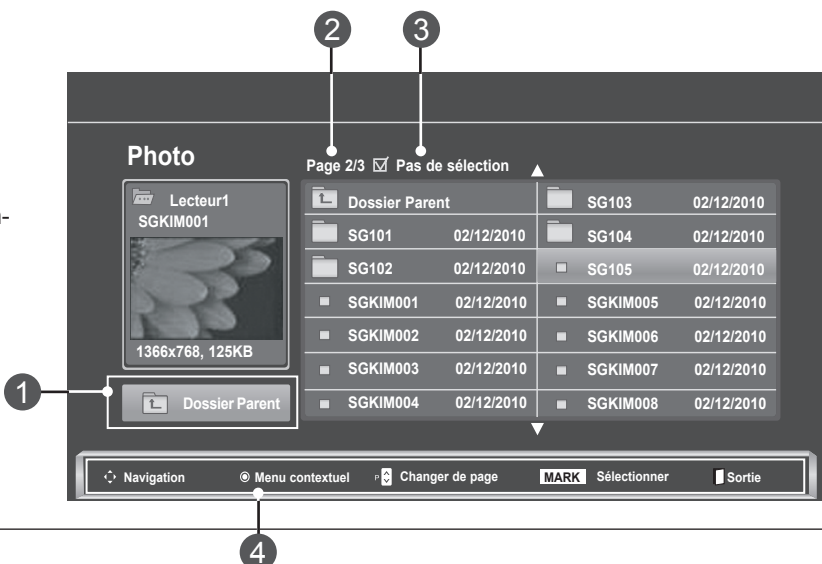 2 3
Photo
Page 2/3 Pas de sélection
Lecteur1
SGKIM001
1366x768, 125KB
Dossier Parent
SG101 02/12/2010
SG102 02/12/2010
SGKIM001 02/12/2010
SGKIM002 02/12/2010
SGKIM003 02/12/2010
SGKIM004 02/12/2010
SG103 02/12/2010
SG104 02/12/2010
SG105 02/12/2010
SGKIM005 02/12/2010
SGKIM006 02/12/2010
SGKIM007 02/12/2010
SGKIM008 02/12/2010
1
Dossier Parent
Navigation Menu contextuel P Changer de page MARK Sélectionner Sortie
4